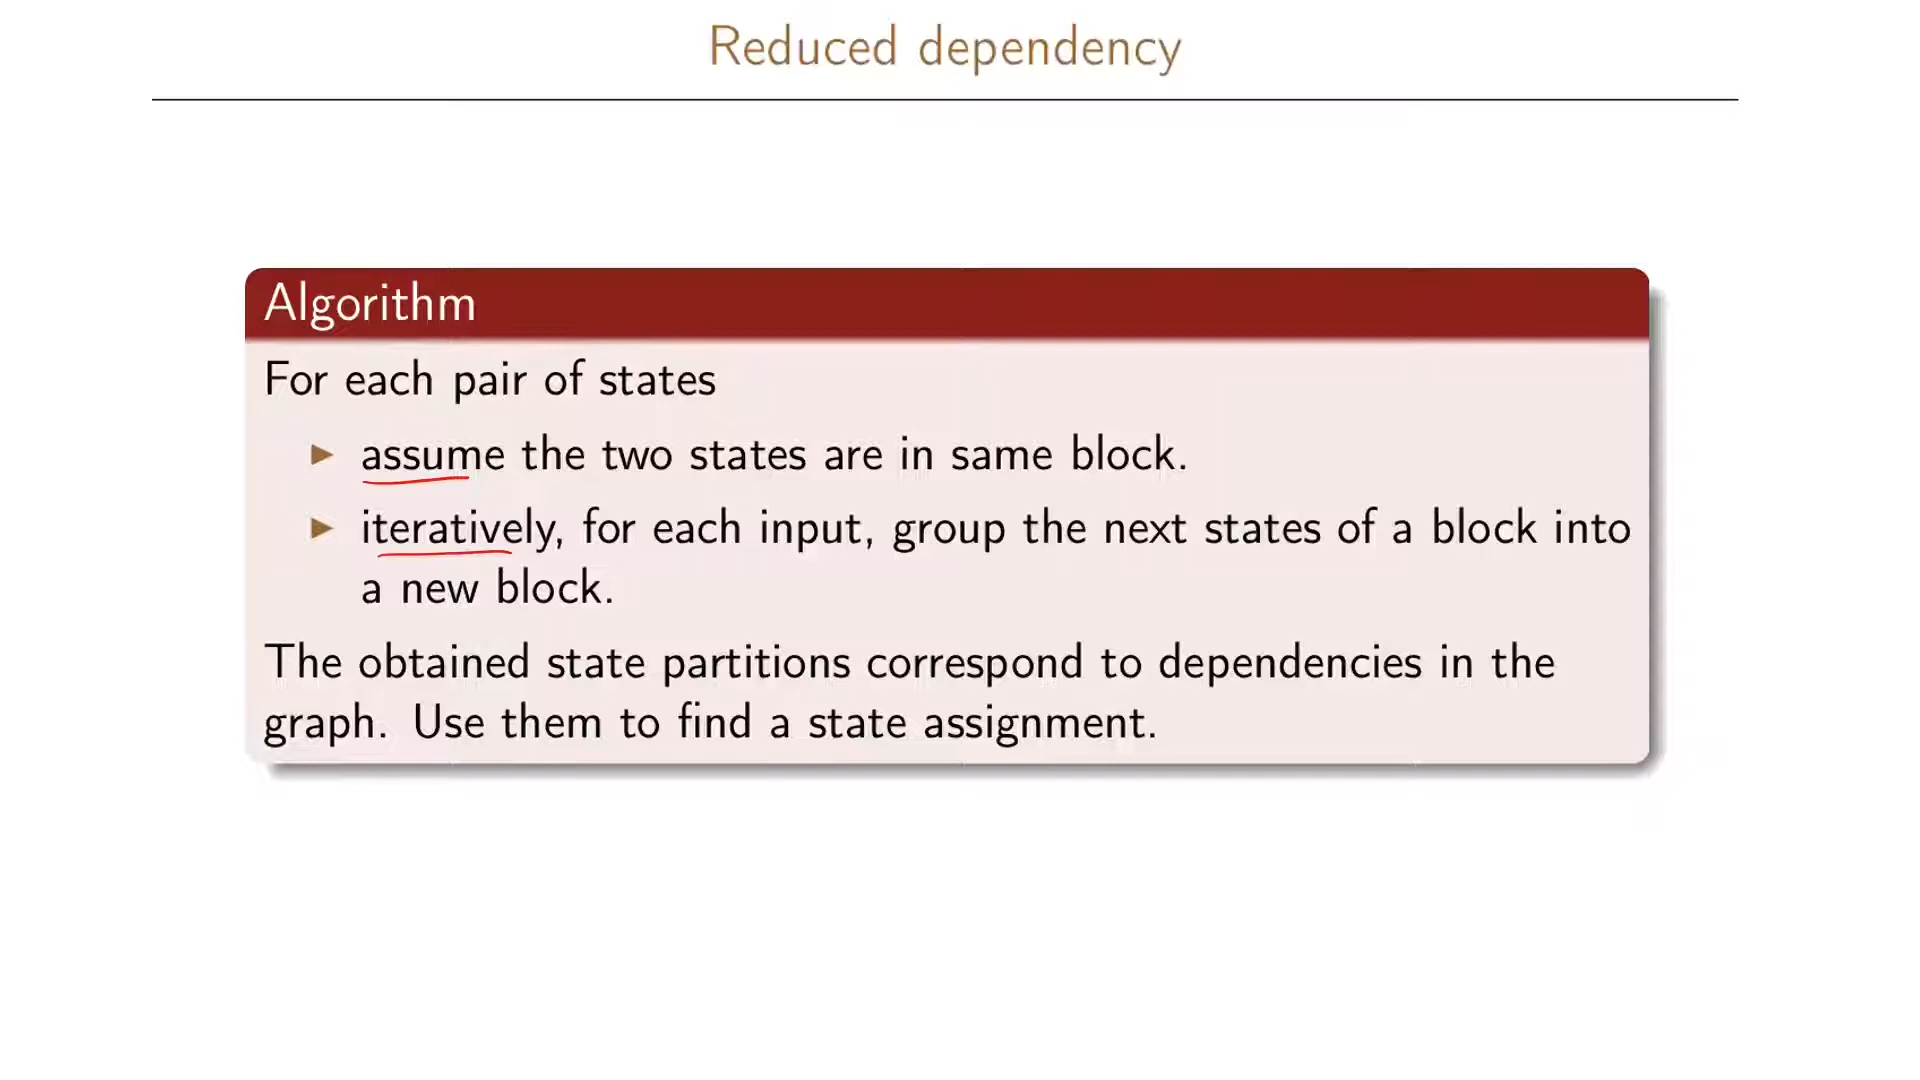 Reduced dependency
Algorithm
For each pair of states
▶ assume the two states are in same block.
▶ iteratively, for each input, group the next states of a block into
a new block.
The obtained state partitions correspond to dependencies in the
graph. Use them to find a state assignment.